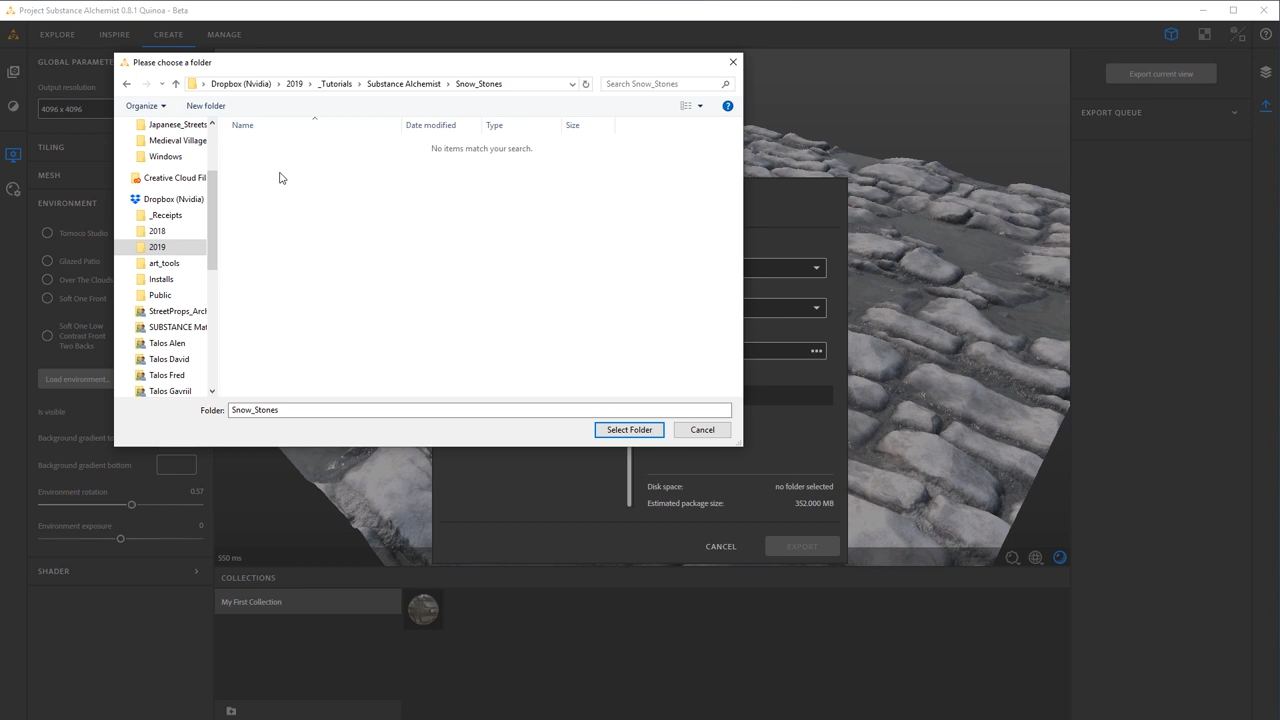 Project Substance Alchemist 0.8.1 Quinoa - Beta
EXPLORE
INSPIRE
CREATE
MANAGE
GLOBAL PARAMETE
Output resolution
4096 x 4096
TILING
MESH
ENVIRONMENT
Tomoco Studio
Glazed Patio
Over The Clouds
Soft One Front
Soft One Low
Contrast Front
Two Backs
Load environment...
Is visible
Background gradient to
Background gradient bottom
Environment rotation
0.57
Environment exposure
0
SHADER
Please choose a folder
Dropbox (Nvidia)
2019
_Tutorials
Substance Alchemist
Snow_Stones
Search Snow_Stones
Organize
New folder
Japanese_Streets
Medieval Village
Windows
Creative Cloud Fil
Dropbox (Nvidia)
_Receipts
2018
2019
art_tools
Installs
Public
StreetProps_Arch
SUBSTANCE Mat
Talos Alen
Talos David
Talos Fred
Talos Gavriil
Name
Date modified
Type
Size
No items match your search.
Folder:
Snow_Stones
Select Folder
Cancel
Disk space:
no folder selected
Estimated package size:
352.000 MB
CANCEL
EXPORT
550 ms
COLLECTIONS
My First Collection
Export current view
EXPORT QUEUE